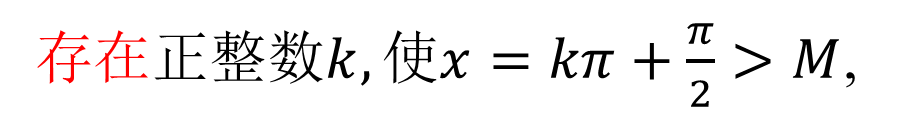 存在正整数k, 使x = kπ + π/2 > M,